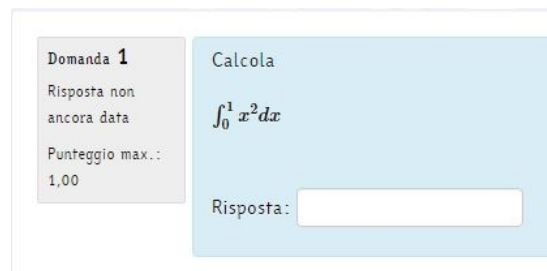 Domanda 1
Risposta non
ancora data
Punteggio max.:
1,00
Calcola
∫₀¹ x²dx
Risposta: